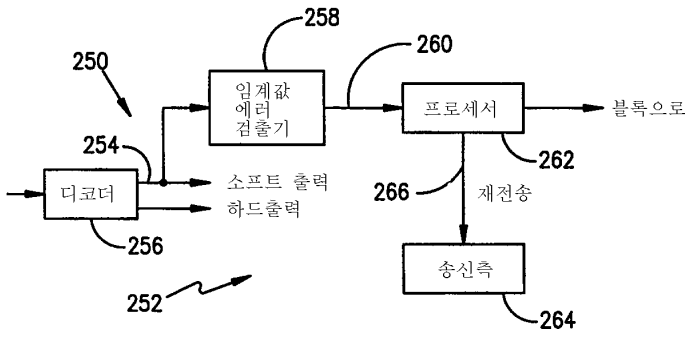 258
260
250
임계값
에러
검출기
프로세서
블록으로
254
262
디코더
소프트 출력
266
재전송
하드출력
256
송신측
252
264